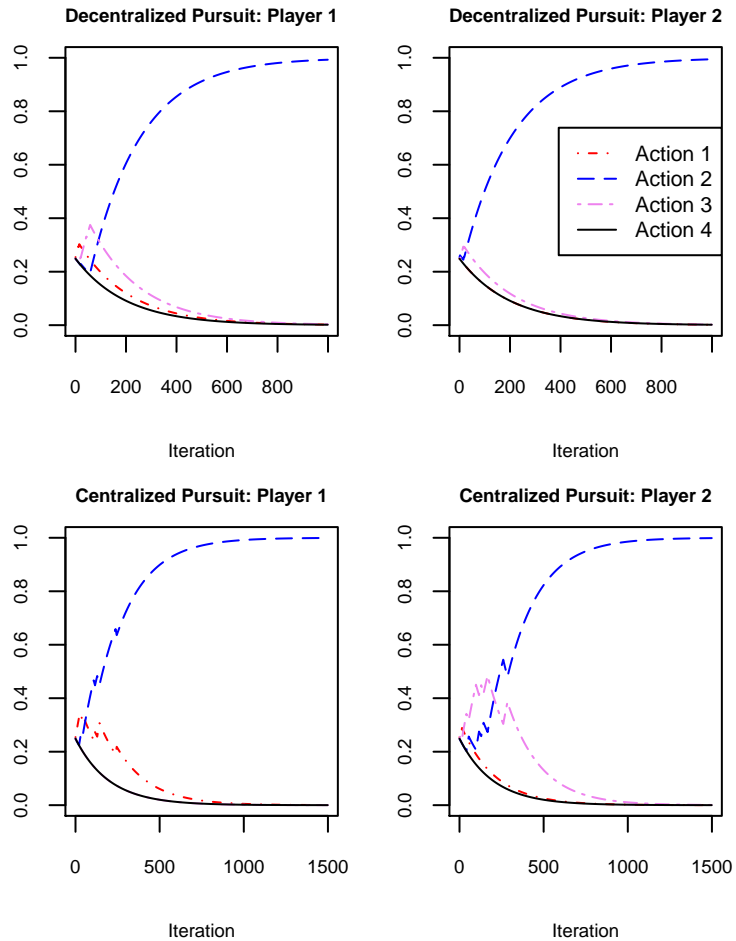 Decentralized Pursuit: Player 1
1.0
0.8
0.6
0.4
0.2
0.0
0 200 400 600 800
Iteration
Decentralized Pursuit: Player 2
1.0
0.8
0.6
0.4
0.2
0.0
Action 1
Action 2
Action 3
Action 4
0 200 400 600 800
Iteration
Centralized Pursuit: Player 1
1.0
0.8
0.6
0.4
0.2
0.0
0 500 1000 1500
Iteration
Centralized Pursuit: Player 2
1.0
0.8
0.6
0.4
0.2
0.0
0 500 1000 1500
Iteration